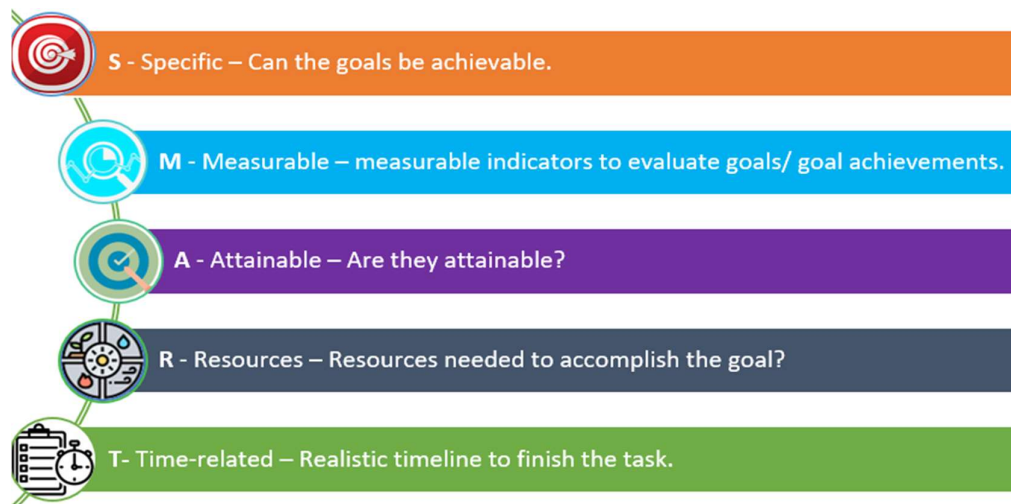 S - Specific – Can the goals be achievable.
M - Measurable – measurable indicators to evaluate goals/ goal achievements.
A - Attainable – Are they attainable?
R - Resources – Resources needed to accomplish the goal?
T- Time-related – Realistic timeline to finish the task.